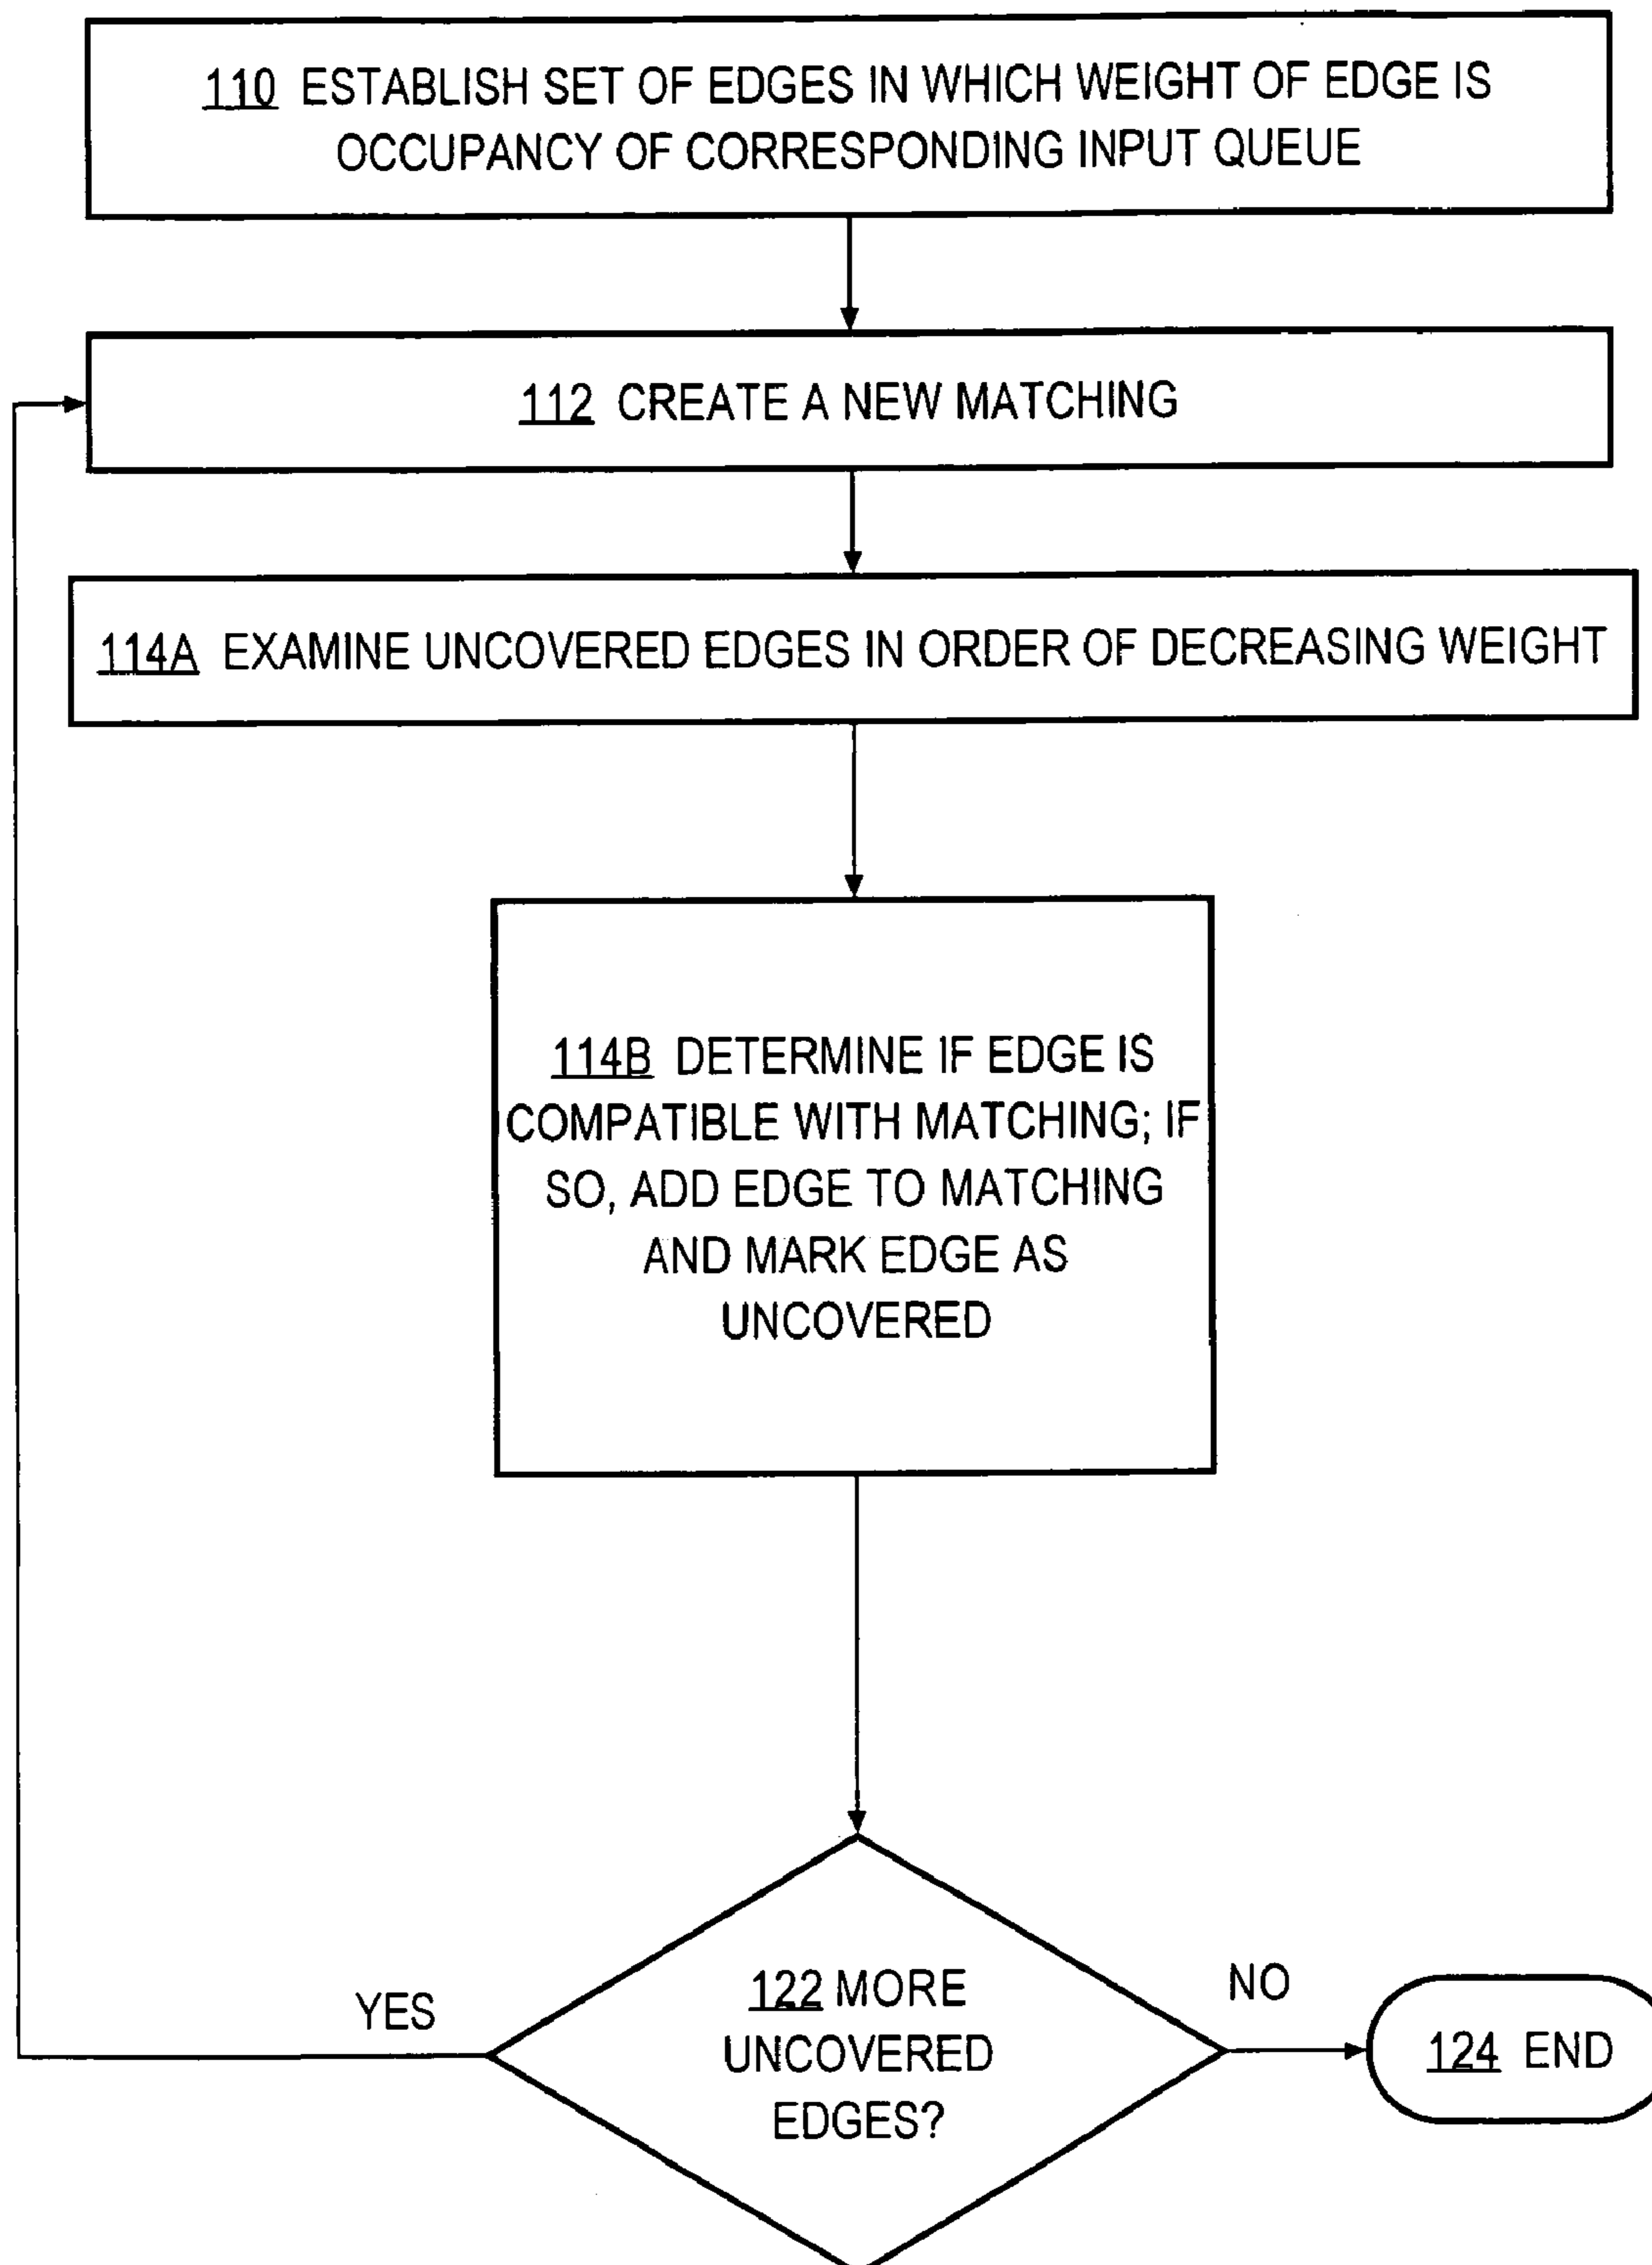 110 ESTABLISH SET OF EDGES IN WHICH WEIGHT OF EDGE IS
OCCUPANCY OF CORRESPONDING INPUT QUEUE
112 CREATE A NEW MATCHING
114A EXAMINE UNCOVERED EDGES IN ORDER OF DECREASING WEIGHT
114B DETERMINE IF EDGE IS
COMPATIBLE WITH MATCHING; IF
SO, ADD EDGE TO MATCHING
AND MARK EDGE AS
UNCOVERED
YES
122 MORE
UNCOVERED
EDGES?
NO
124 END